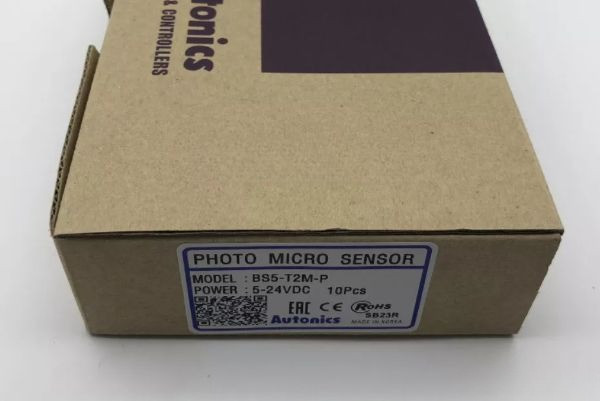 utonics
& CONTROLLERS
PHOTO MICRO SENSOR
MODEL : BS5-T2M-P
POWER : 5-24VDC 10Pcs
EAC CE RoHS
SB23R
Autonics MADE IN KOREA